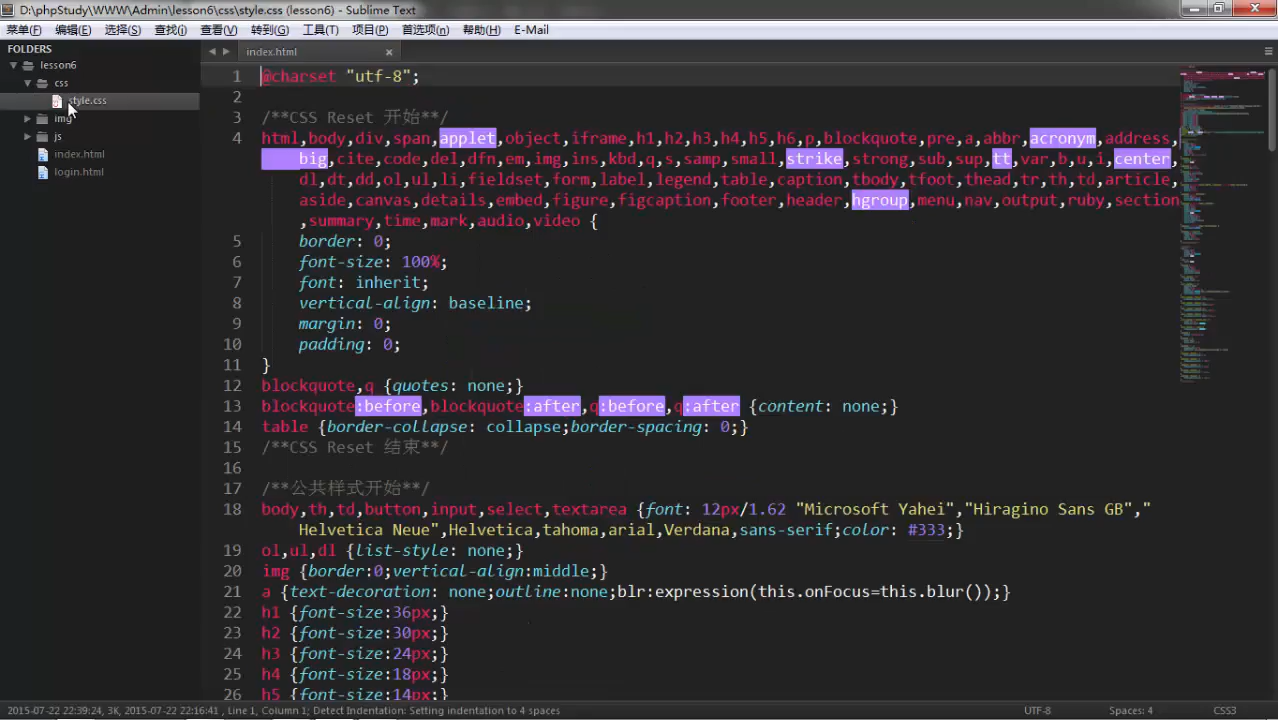 D:\phpStudy\WWW\Admin\lesson6\css\style.css (lesson6) - Sublime Text
菜单(F) 编辑(E) 选择(S) 查找(i) 查看(V) 转到(G) 工具(T) 项目(P) 首选项(n) 帮助(H) E-Mail
FOLDERS
lesson6
css
style.css
img
js
index.html
login.html
index.html
1 @charset "utf-8";
2
3 /**CSS Reset 开始**/
4 html,body,div,span,applet,object,iframe,h1,h2,h3,h4,h5,h6,p,blockquote,pre,a,abbr,acronym,address,
big,cite,code,del,dfn,em,img,ins,kbd,q,s,samp,small,strike,strong,sub,sup,tt,var,b,u,i,center,
dl,dt,dd,ol,ul,li,fieldset,form,label,legend,table,caption,tbody,tfoot,thead,tr,th,td,article,
aside,canvas,details,embed,figure,figcaption,footer,header,hgroup,menu,nav,output,ruby,section
,summary,time,mark,audio,video {
5 border: 0;
6 font-size: 100%;
7 font: inherit;
8 vertical-align: baseline;
9 margin: 0;
10 padding: 0;
11 }
12 blockquote,q {quotes: none;}
13 blockquote:before,blockquote:after,q:before,q:after {content: none;}
14 table {border-collapse: collapse;border-spacing: 0;}
15 /**CSS Reset 结束**/
16
17 /**公共样式开始**/
18 body,th,td,button,input,select,textarea {font: 12px/1.62 "Microsoft Yahei","Hiragino Sans GB","
Helvetica Neue",Helvetica,tahoma,arial,Verdana,sans-serif;color: #333;}
19 ol,ul,dl {list-style: none;}
20 img {border:0;vertical-align:middle;}
21 a {text-decoration: none;outline:none;blr:expression(this.onFocus=this.blur());}
22 h1 {font-size:36px;}
23 h2 {font-size:30px;}
24 h3 {font-size:24px;}
25 h4 {font-size:18px;}
26 h5 {font-size:14px;}
2015-07-22 22:39:24, 3K, 2015-07-22 22:16:41, Line 1, Column 1; Detect Indentation: Setting indentation to 4 spaces
UTF-8 Spaces: 4 CSS3